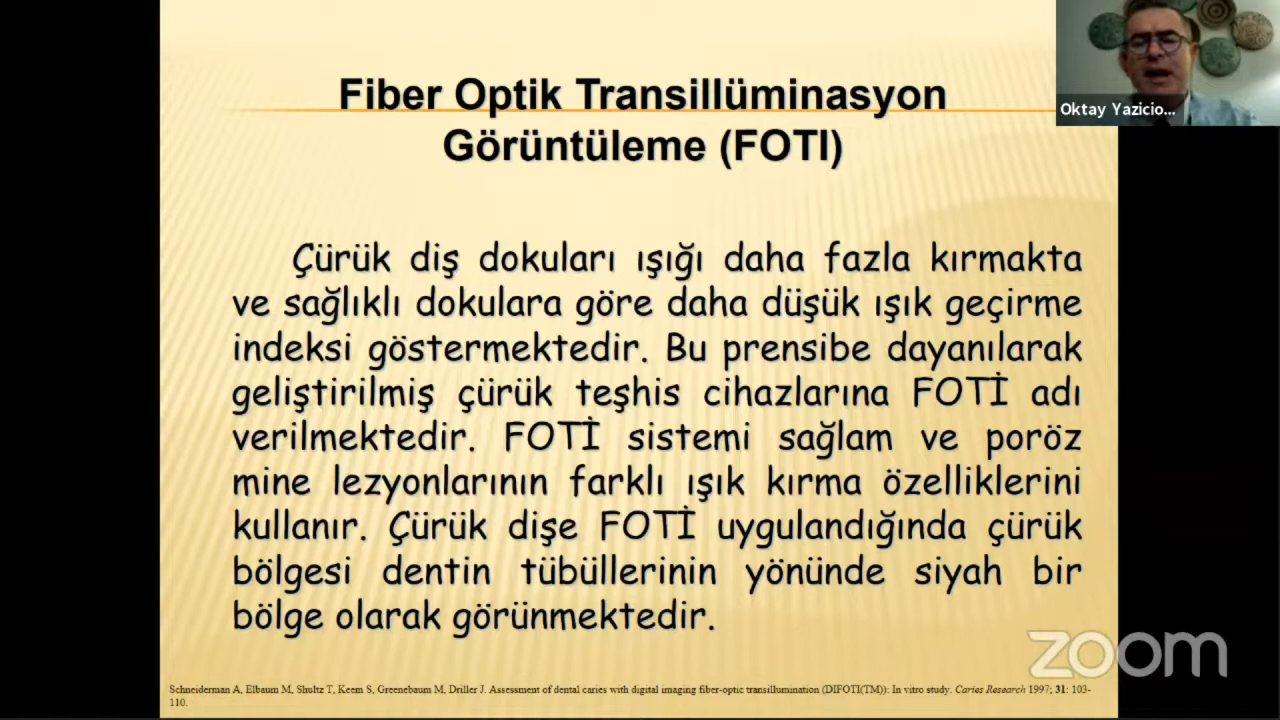 Fiber Optik Transillüminasyon
Görüntüleme (FOTI)
Oktay Yazicio...
Çürük diş dokuları ışığı daha fazla kırmakta
ve sağlıklı dokulara göre daha düşük ışık geçirme
indeksi göstermektedir. Bu prensibe dayanılarak
geliştirilmiş çürük teşhis cihazlarına FOTİ adı
verilmektedir. FOTİ sistemi sağlam ve poröz
mine lezyonlarının farklı ışık kırma özelliklerini
kullanır. Çürük dişe FOTİ uygulandığında çürük
bölgesi dentin tübüllerinin yönünde siyah bir
bölge olarak görünmektedir.
zoom
Schneiderman A, Elbaum M, Shultz T, Keem S, Greenebaum M, Driller J. Assessment of dental caries with digital imaging fiber-optic transillumination (DIFOTI(TM)): In vitro study. Caries Research 1997; 31: 103-
110.